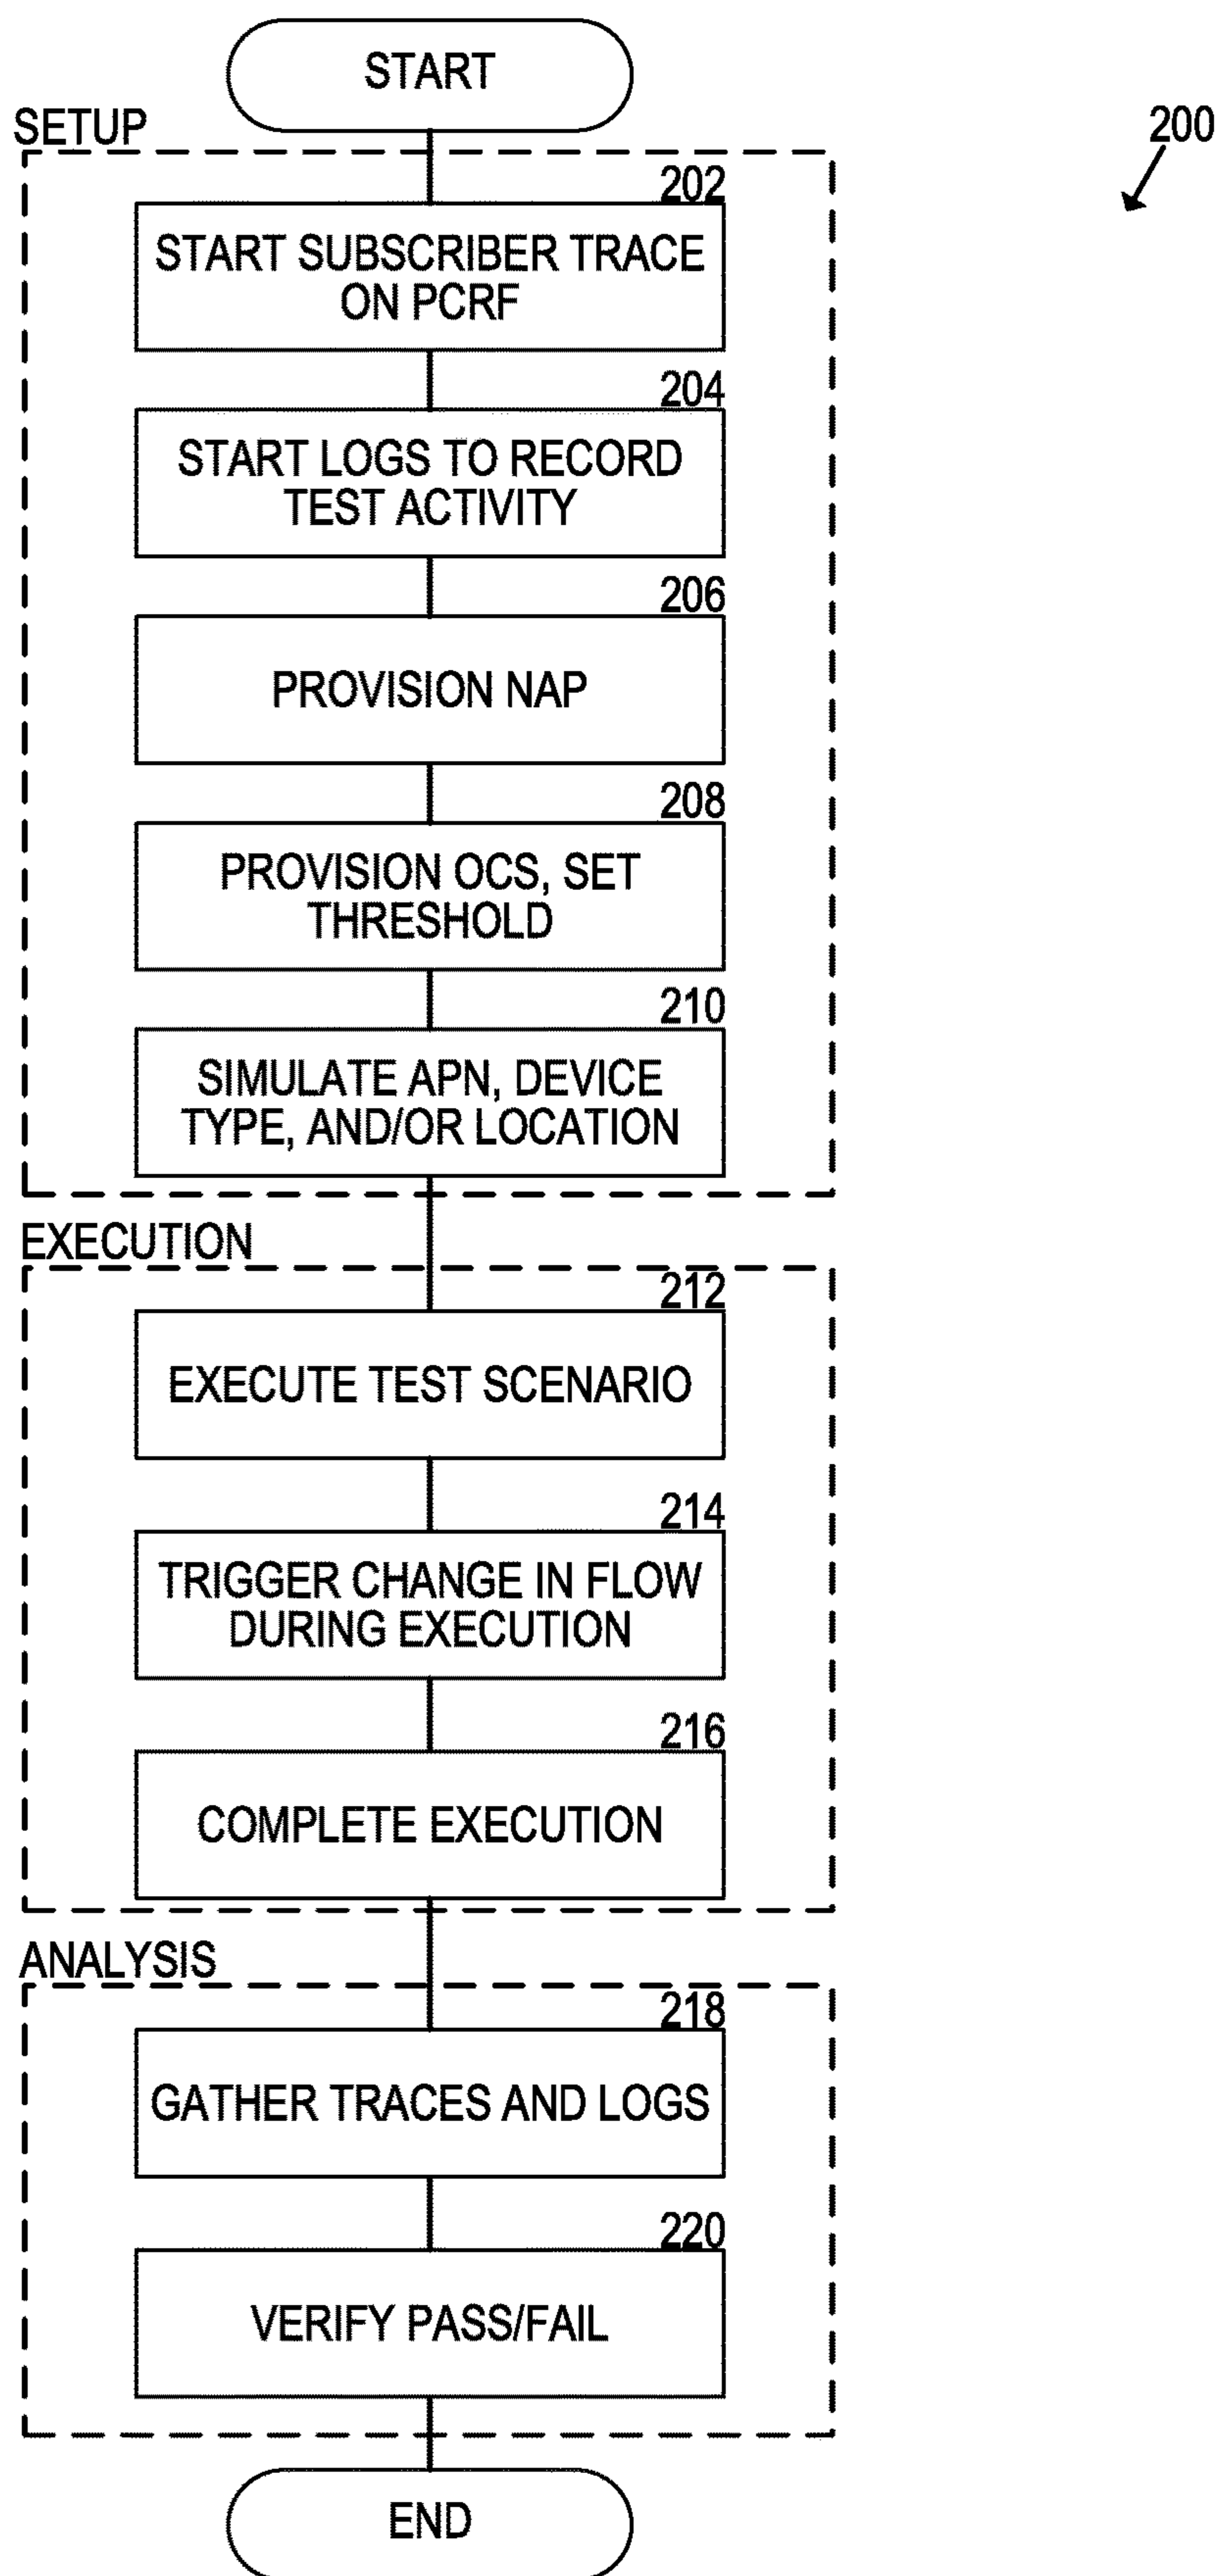 START
SETUP
200
202
START SUBSCRIBER TRACE
ON PCRF
204
START LOGS TO RECORD
TEST ACTIVITY
206
PROVISION NAP
208
PROVISION OCS, SET
THRESHOLD
210
SIMULATE APN, DEVICE
TYPE, AND/OR LOCATION
EXECUTION
212
EXECUTE TEST SCENARIO
214
TRIGGER CHANGE IN FLOW
DURING EXECUTION
216
COMPLETE EXECUTION
ANALYSIS
218
GATHER TRACES AND LOGS
220
VERIFY PASS/FAIL
END